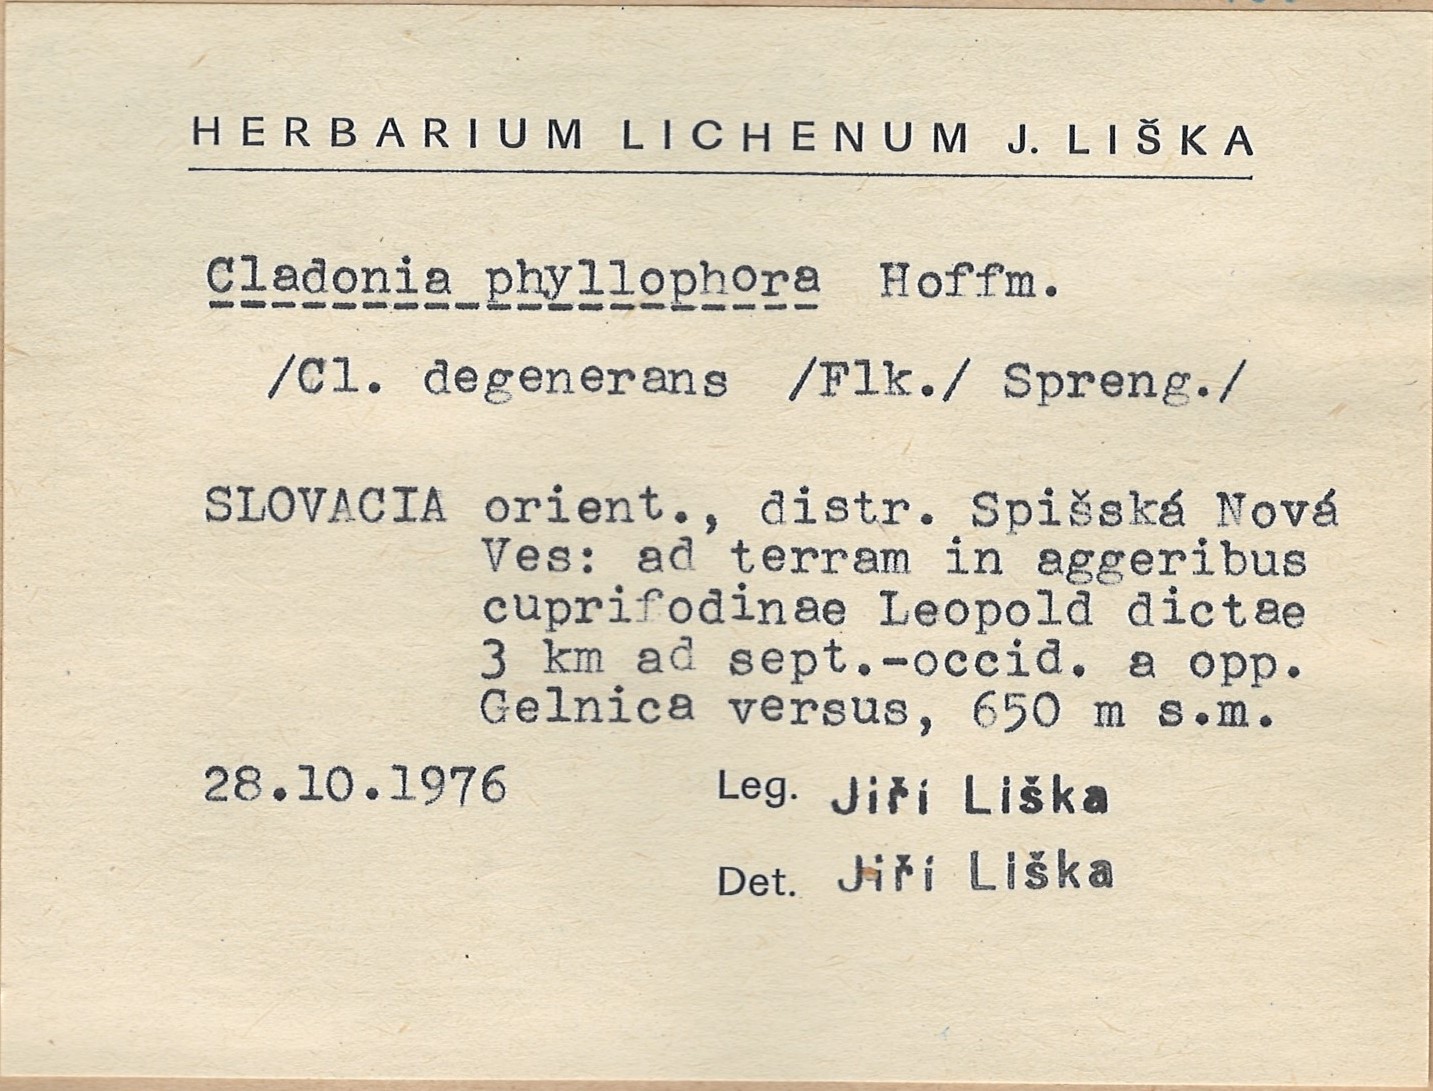 HERBARIUM LICHENUM J. LIŠKA
Cladonia phyllophora Hoffm.
/Cl. degenerans /Flk./ Spreng./
SLOVACIA orient., distr. Spišská Nová
Ves: ad terram in aggeribus
cuprifodinae Leopold dictae
3 km ad sept.-occid. a opp.
Gelnica versus, 650 m s.m.
28.10.1976 Leg. Jiří Liška
Det. Jiří Liška